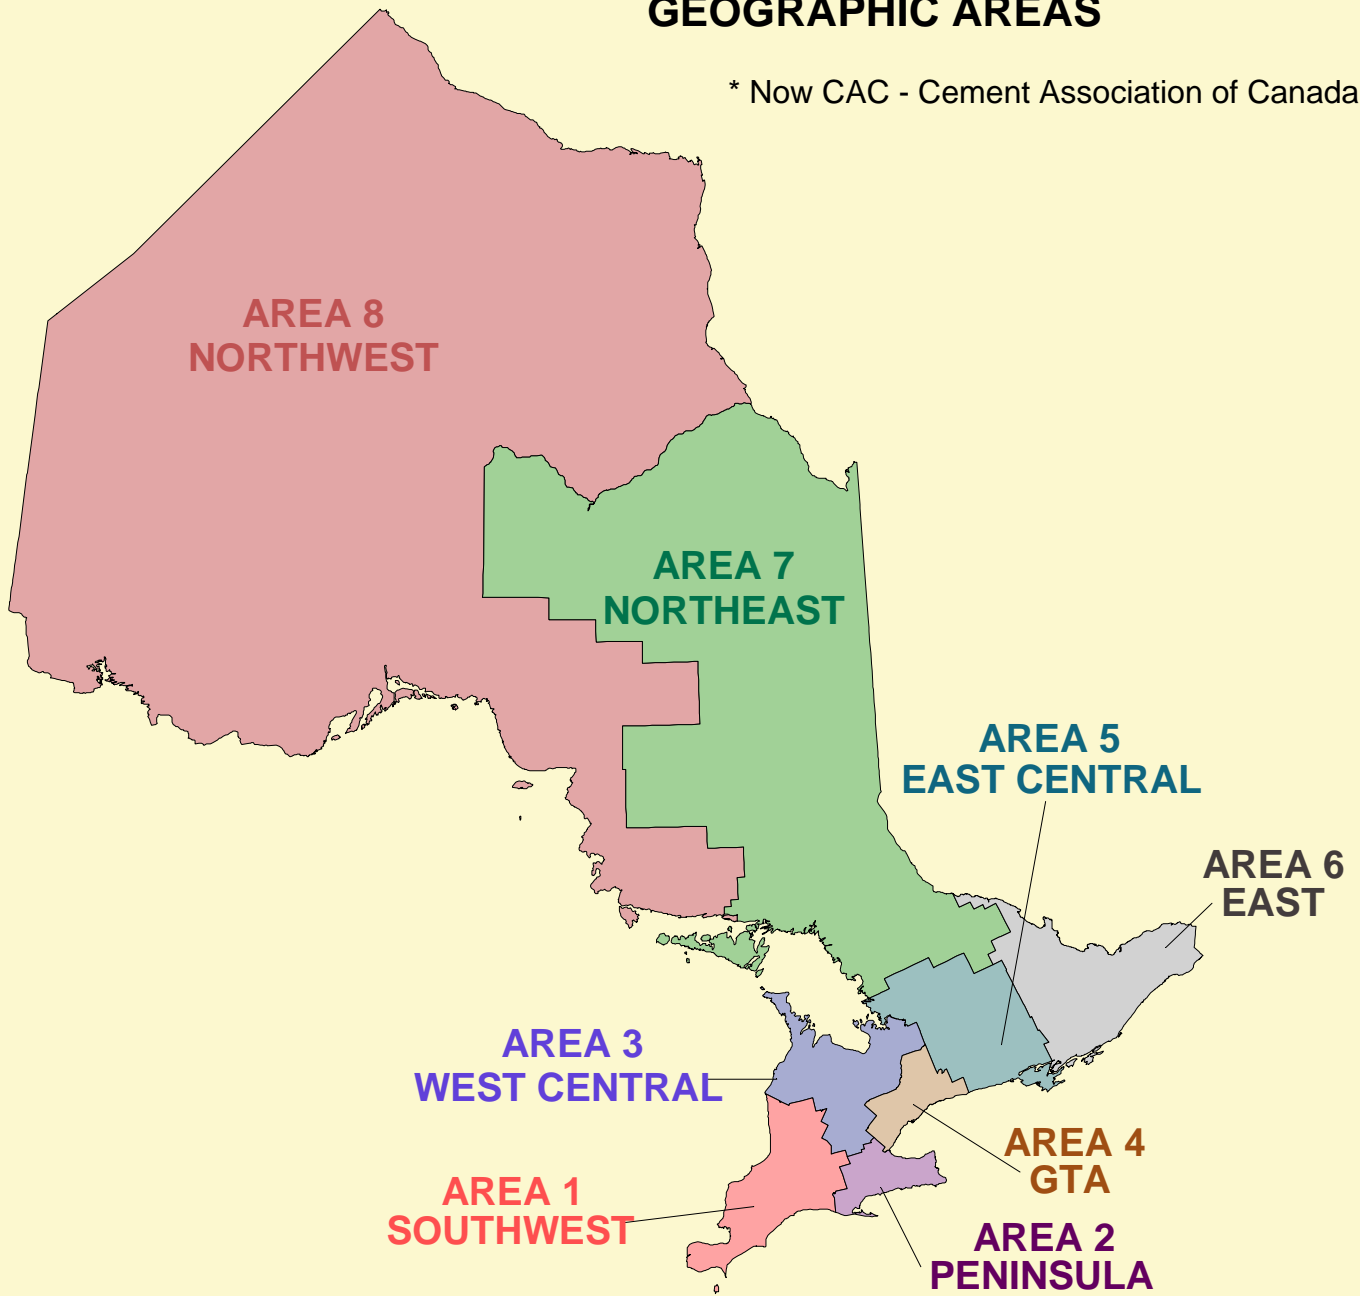 GEOGRAPHIC AREAS
* Now CAC - Cement Association of Canada
AREA 8
NORTHWEST
AREA 7
NORTHEAST
AREA 5
EAST CENTRAL
AREA 6
EAST
AREA 3
WEST CENTRAL
AREA 4
GTA
AREA 1
SOUTHWEST
AREA 2
PENINSULA